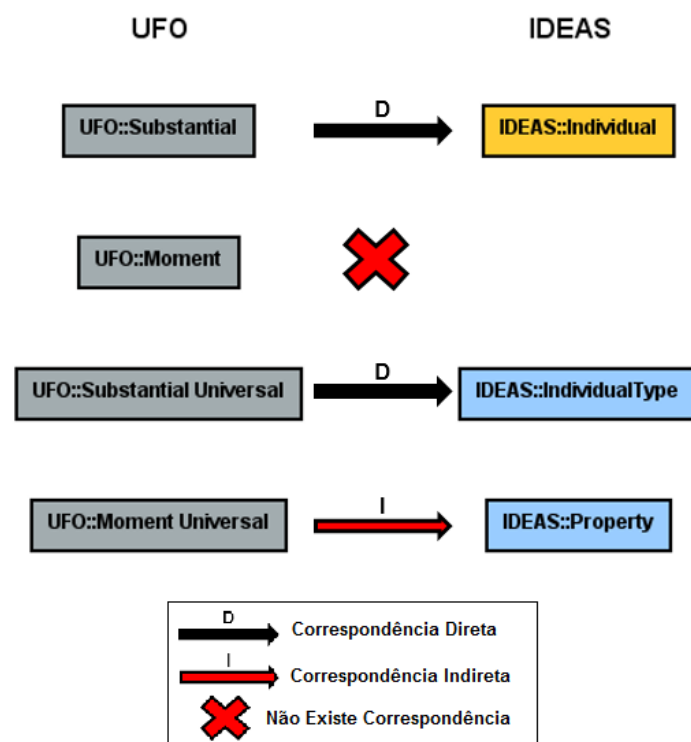 UFO IDEAS
D
UFO::Substantial IDEAS::Individual
UFO::Moment
D
UFO::Substantial Universal IDEAS::IndividualType
I
UFO::Moment Universal IDEAS::Property
D
Correspondência Direta
I
Correspondência Indireta
Não Existe Correspondência